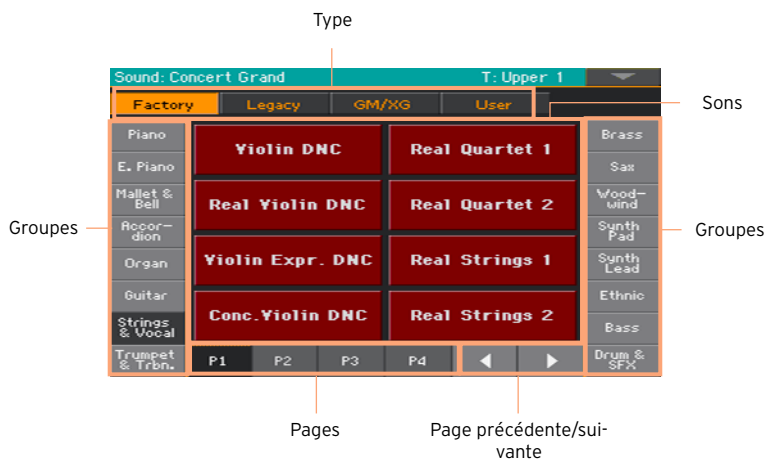 Type
Sound: Concert Grand T: Upper 1
Factory Legacy GM/XG User
Sons
Groupes
Piano
E. Piano
Mallet &
Bell
Accor-
dion
Organ
Guitar
Strings
& Vocal
Trumpet
& Trbn.
Violin DNC Real Quartet 1
Real Violin DNC Real Quartet 2
Violin Expr. DNC Real Strings 1
Conc.Violin DNC Real Strings 2
P1 P2 P3 P4
Brass
Sax
Wood-
wind
Synth
Pad
Synth
Lead
Ethnic
Bass
Drum &
SFX
Groupes
Pages
Page précédente/sui-
vante